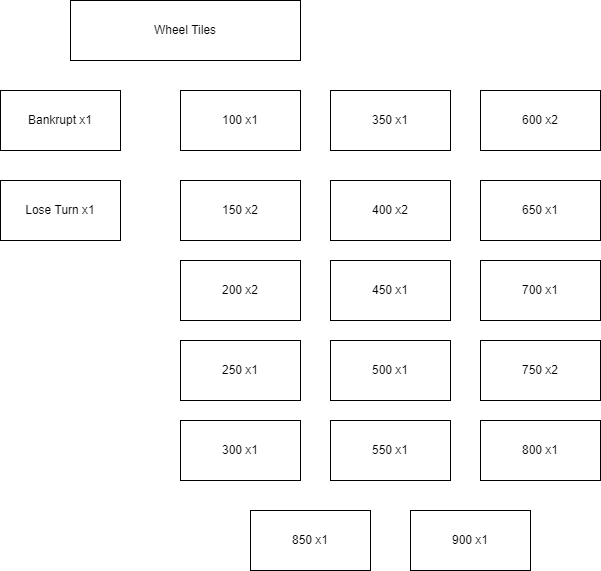 Wheel Tiles
Bankrupt x1
100 x1
350 x1
600 x2
Lose Turn x1
150 x2
400 x2
650 x1
200 x2
450 x1
700 x1
250 x1
500 x1
750 x2
300 x1
550 x1
800 x1
850 x1
900 x1